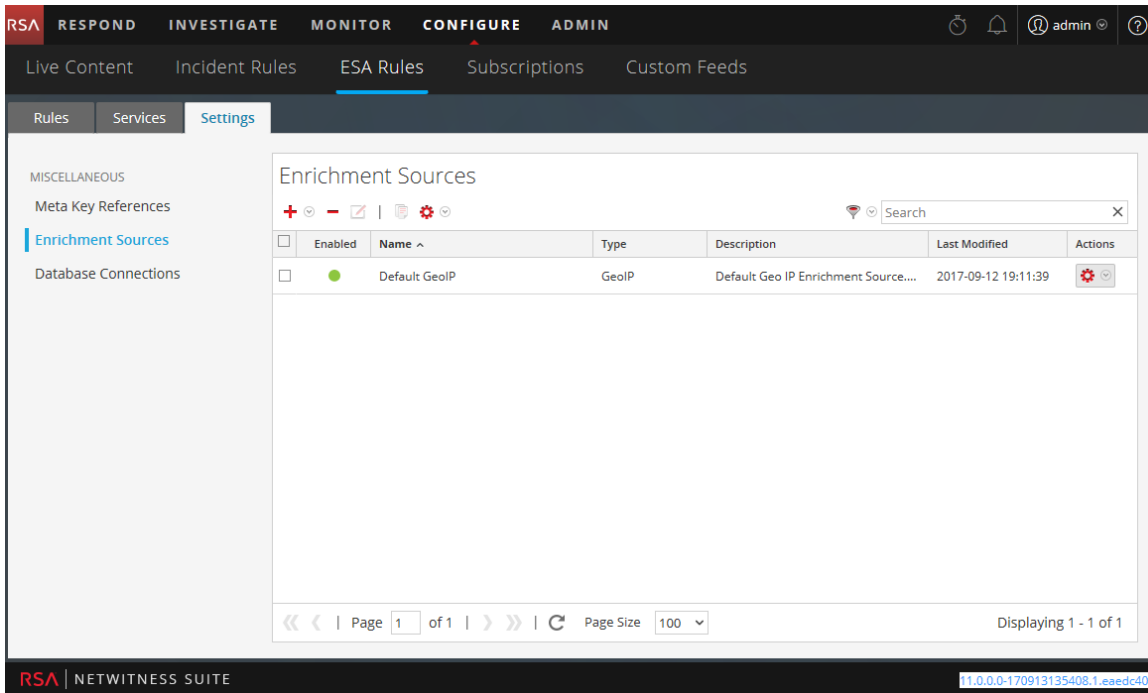 RSA RESPOND INVESTIGATE MONITOR CONFIGURE ADMIN admin
Live Content Incident Rules ESA Rules Subscriptions Custom Feeds
Rules Services Settings
MISCELLANEOUS
Meta Key References
Enrichment Sources
Database Connections
Enrichment Sources
Search
Enabled Name Type Description Last Modified Actions
Default GeoIP GeoIP Default Geo IP Enrichment Source.... 2017-09-12 19:11:39
Page 1 of 1 | Page Size 100 Displaying 1 - 1 of 1
RSA | NETWITNESS SUITE 11.0.0.0-170913135408.1.eaedc40